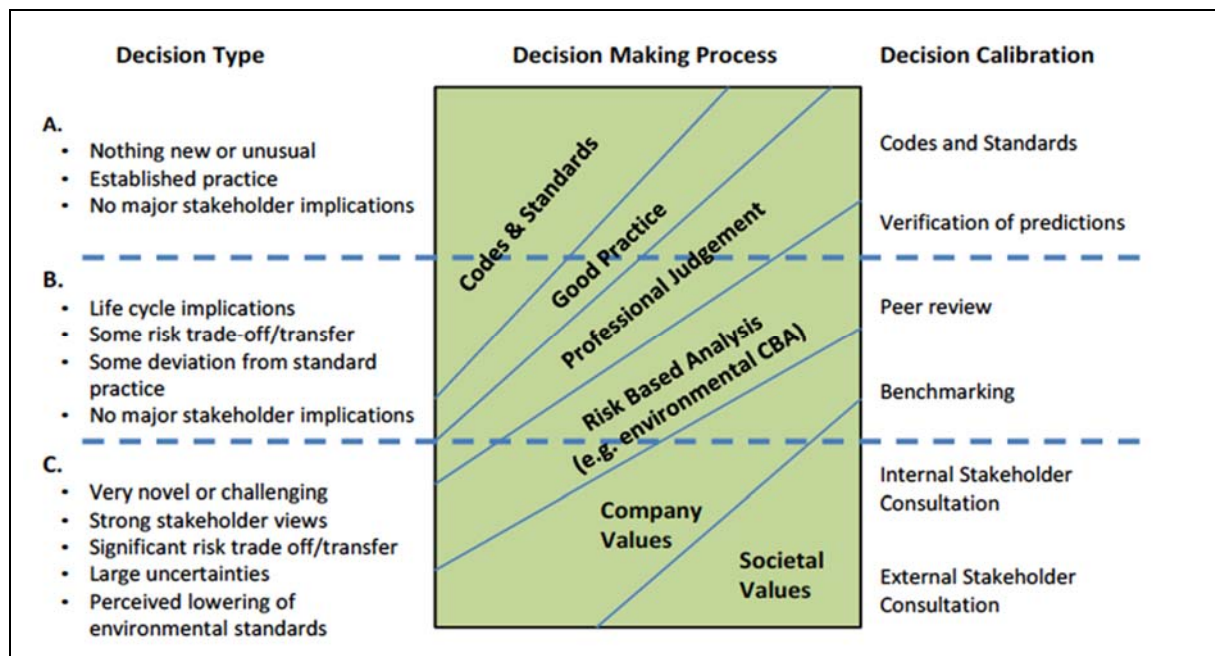 Decision Type
Decision Making Process
Decision Calibration
A.
• Nothing new or unusual
• Established practice
• No major stakeholder implications
B.
• Life cycle implications
• Some risk trade-off/transfer
• Some deviation from standard
practice
• No major stakeholder implications
C.
• Very novel or challenging
• Strong stakeholder views
• Significant risk trade off/transfer
• Large uncertainties
• Perceived lowering of
environmental standards
Codes & Standards
Good Practice
Professional Judgement
Risk Based Analysis
(e.g. environmental CBA)
Company
Values
Societal
Values
Codes and Standards
Verification of predictions
Peer review
Benchmarking
Internal Stakeholder
Consultation
External Stakeholder
Consultation